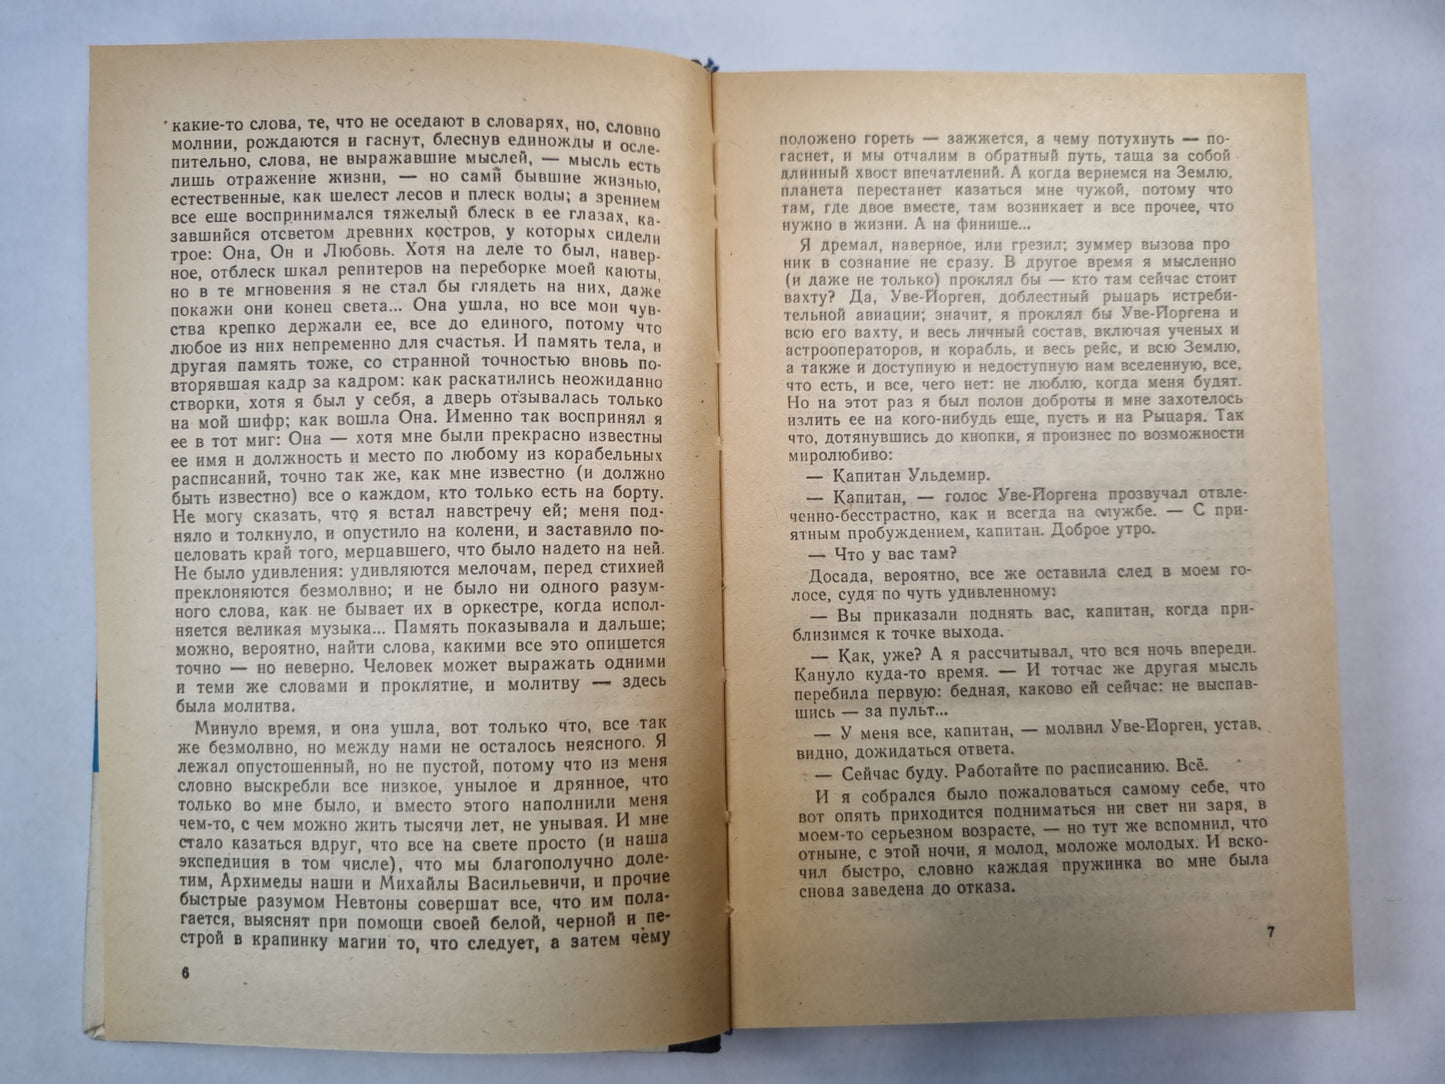 какие-то слова, те, что не оседают в словарях, но, словно
молнии, рождаются и гаснут, блеснув единожды и осле-
пительно, слова, не выражавшие мыслей, — мысль есть
лишь отражение жизни, — но сами бывшие жизнью,
естественные, как шелест лесов и плеск воды; а зрением
все еще воспринимался тяжелый блеск в ее глазах, ка-
завшийся отсветом древних костров, у которых сидели
трое: Она, Он и Любовь. Хотя на деле то был, навер-
ное, отблеск шкал репитеров на переборке моей каюты,
но в те мгновения я не стал бы глядеть на них, даже
покажи они конец света... Она ушла, но все мои чув-
ства крепко держали ее, все до единого, потому что
любое из них непременно для счастья. И память тела, и
другая память тоже, со странной точностью вновь по-
вторявшая кадр за кадром: как раскатились неожиданно
створки, хотя я был у себя, а дверь отзывалась только
на мой шифр; как вошла Она. Именно так воспринял я
ее в тот миг: Она — хотя мне были прекрасно известны
ее имя и должность и место по любому из корабельных
расписаний, точно так же, как мне известно (и должно
быть известно) все о каждом, кто только есть на борту.
Не могу сказать, что я встал навстречу ей; меня под-
няло и толкнуло, и опустило на колени, и заставило по-
целовать край того, мерцавшего, что было надето на ней.
Не было удивления: удивляются мелочам, перед стихией
преклоняются безмолвно; и не было ни одного разум-
ного слова, как не бывает их в оркестре, когда испол-
няется великая музыка... Память показывала и дальше;
можно, вероятно, найти слова, какими все это опишется
точно — но неверно. Человек может выражать одними
и теми же словами и проклятие, и молитву — здесь
была молитва.
Минуло время, и она ушла, вот только что, все так
же безмолвно, но между нами не осталось неясного. Я
лежал опустошенный, но не пустой, потому что из меня
словно выскребли все низкое, унылое и дрянное, что
только во мне было, и вместо этого наполнили меня
чем-то, с чем можно жить тысячи лет, не унывая. И мне
стало казаться вдруг, что все на свете просто (и наша
экспедиция в том числе), что мы благополучно доле-
тим, Архимеды наши и Михайлы Васильевичи, и прочие
быстрые разумом Невтоны совершат все, что им пола-
гается, выяснят при помощи своей белой, черной и пе-
строй в крапинку магии то, что следует, а затем чему
6
положено гореть — зажжется, а чему потухнуть — по-
гаснет, и мы отчалим в обратный путь, таща за собой
длинный хвост впечатлений. А когда вернемся на Землю,
планета перестанет казаться мне чужой, потому что
там, где двое вместе, там возникает и все прочее, что
нужно в жизни. А на финише...
Я дремал, наверное, или грезил; зуммер вызова про
ник в сознание не сразу. В другое время я мысленно
(и даже не только) проклял бы — кто там сейчас стоит
вахту? Да, Уве-Йорген, доблестный рыцарь истреби-
тельной авиации; значит, я проклял бы Уве-Йоргена и
всю его вахту, и весь личный состав, включая ученых и
астрооператоров, и корабль, и весь рейс, и всю Землю,
а также и доступную и недоступную нам вселенную, все,
что есть, и все, чего нет: не люблю, когда меня будят.
Но на этот раз я был полон доброты и мне захотелось
излить ее на кого-нибудь еще, пусть и на Рыцаря. Так
что, дотянувшись до кнопки, я произнес по возможности
миролюбиво:
— Капитан Ульдемир.
— Капитан, — голос Уве-Йоргена прозвучал отвле-
ченно-бесстрастно, как и всегда на службе. — С при-
ятным пробуждением, капитан. Доброе утро.
— Что у вас там?
Досада, вероятно, все же оставила след в моем го-
лосе, судя по чуть удивленному:
— Вы приказали поднять вас, капитан, когда при-
близимся к точке выхода.
— Как, уже? А я рассчитывал, что вся ночь впереди.
Кануло куда-то время. — И тотчас же другая мысль
перебила первую: бедная, каково ей сейчас: не выспав-
шись — за пульт...
— У меня все, капитан, — молвил Уве-Йорген, устав,
видно, дожидаться ответа.
— Сейчас буду. Работайте по расписанию. Всё.
И я собрался было пожаловаться самому себе, что
вот опять приходится подниматься ни свет ни заря, в
моем-то серьезном возрасте, — но тут же вспомнил, что
отныне, с этой ночи, я молод, моложе молодых. И вско-
чил быстро, словно каждая пружинка во мне была
снова заведена до отказа.
7